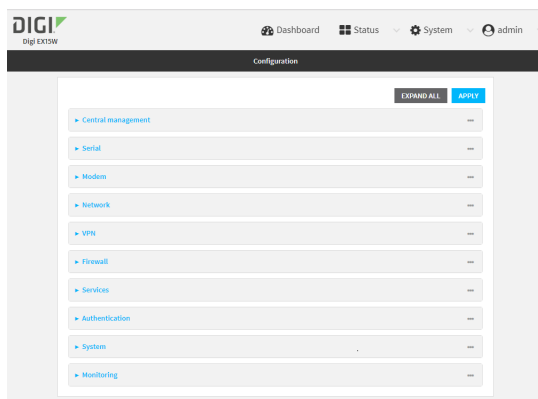 DIGI
Digi EX15W
Dashboard Status System admin
Configuration
EXPAND ALL APPLY
Central management
Serial
Modem
Network
VPN
Firewall
Services
Authentication
System
Monitoring